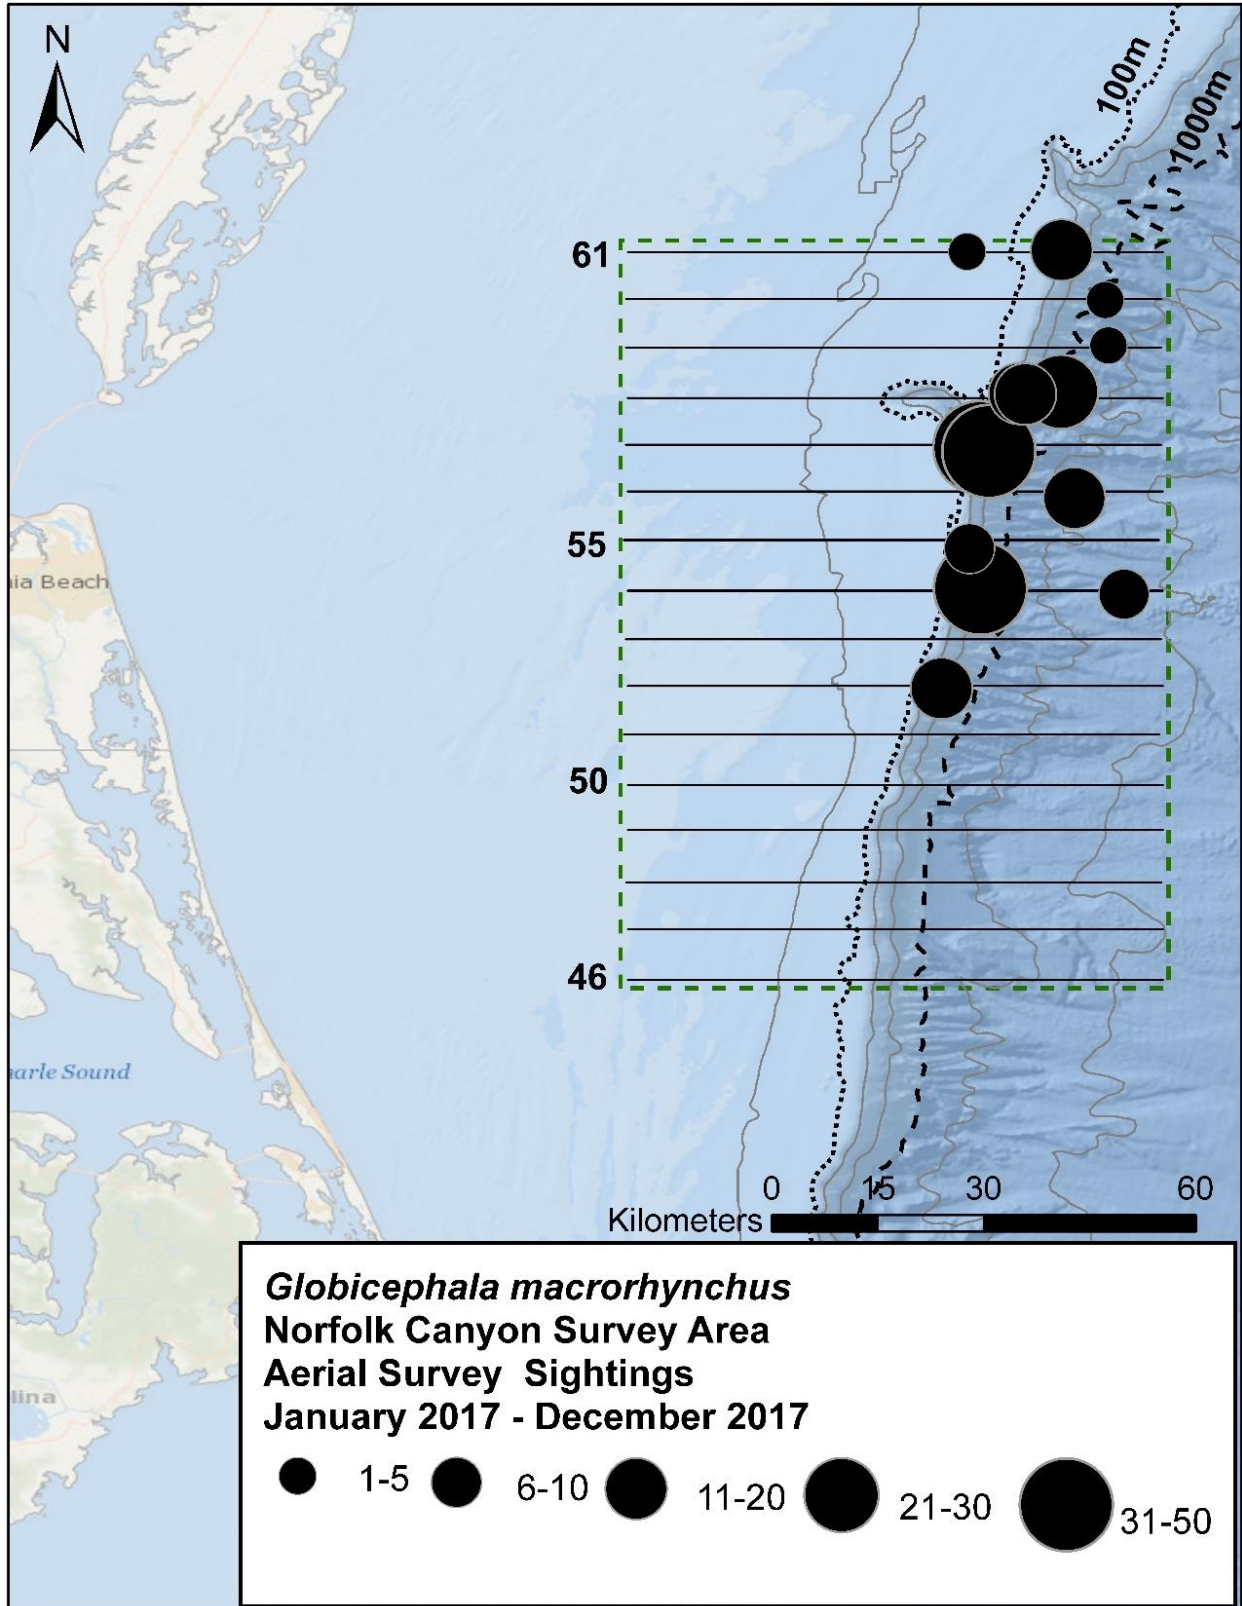 N
100m
1000m
61
55
50
46
nia Beach
arle Sound
lina
0 15 30 60
Kilometers
Globicephala macrorhynchus
Norfolk Canyon Survey Area
Aerial Survey Sightings
January 2017 - December 2017
1-5 6-10 11-20 21-30 31-50